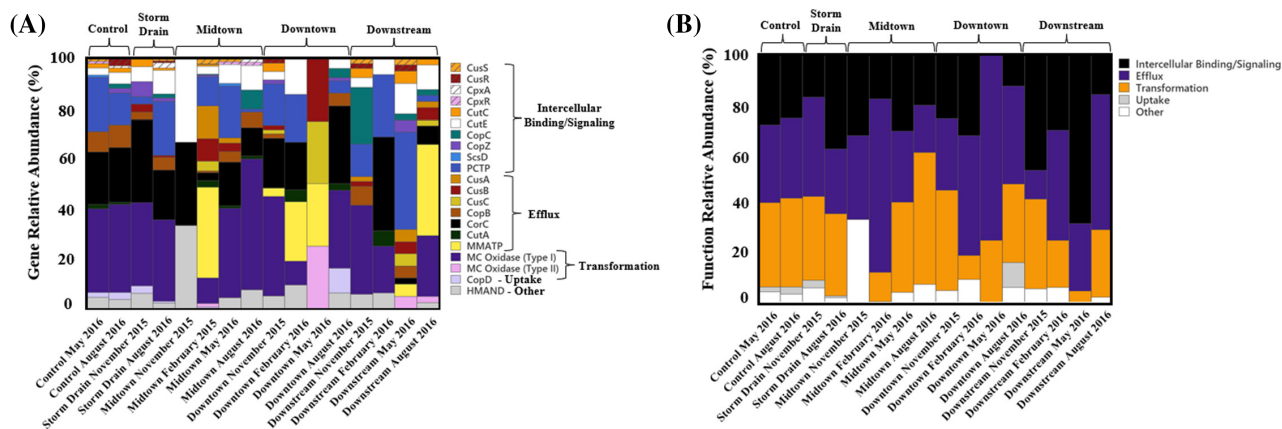 (A)
Control
Storm
Drain
Midtown
Downtown
Downstream
Gene Relative Abundance (%)
100
80
60
40
20
0
Control May 2016
Control August 2016
Storm Drain November 2015
Storm Drain August 2016
Midtown November 2015
Midtown February 2015
Midtown May 2016
Midtown August 2016
Downtown November 2015
Downtown February 2016
Downtown May 2016
Downtown August 2016
Downstream November 2015
Downstream February 2016
Downstream May 2016
Downstream August 2016
CusS
CusR
CpxA
CpxR
CutC
CutE
CopC
CopZ
ScsD
PCTP
Intercellular
Binding/Signaling
CusA
CusB
CusC
CopB
CorC
CutA
MMATP
Efflux
MC Oxidase (Type I)
MC Oxidase (Type II)
Transformation
CopD - Uptake
HMAND - Other
(B)
Control
Storm
Drain
Midtown
Downtown
Downstream
Function Relative Abundance (%)
100
80
60
40
20
0
Control May 2016
Control August 2016
Storm Drain November 2015
Storm Drain August 2016
Midtown November 2015
Midtown February 2016
Midtown May 2016
Midtown August 2016
Downtown November 2015
Downtown February 2016
Downtown May 2016
Downtown August 2016
Downstream November 2015
Downstream February 2016
Downstream May 2016
Downstream August 2016
Intercellular Binding/Signaling
Efflux
Transformation
Uptake
Other